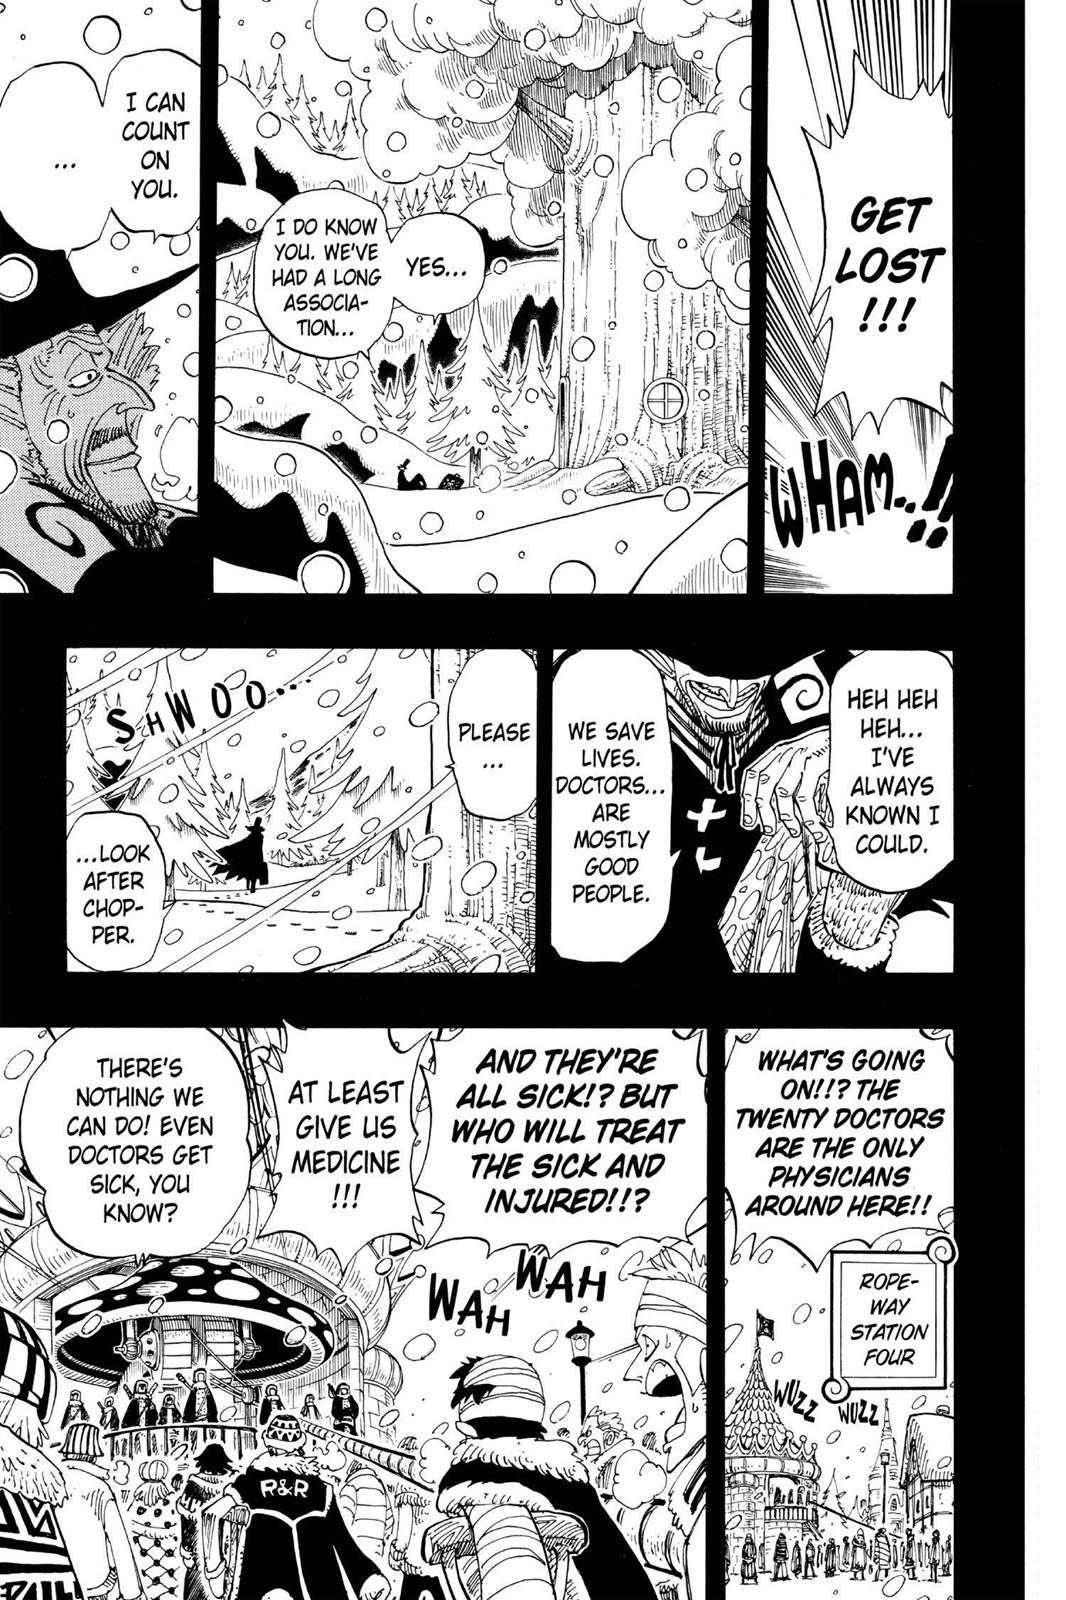 GET
LOST
!!!
WHAM..!!
YES...
I DO KNOW
YOU. WE'VE
HAD A LONG
ASSOCIA-
TION...
I CAN
COUNT
ON
YOU.
...
HEH HEH
HEH...
I'VE
ALWAYS
KNOWN I
COULD.
WE SAVE
LIVES.
DOCTORS...
ARE
MOSTLY
GOOD
PEOPLE.
PLEASE
...
SHWOO...
...LOOK
AFTER
CHOP-
PER.
WHAT'S GOING
ON!!? THE
TWENTY DOCTORS
ARE THE ONLY
PHYSICIANS
AROUND HERE!!
ROPE-
WAY
STATION
FOUR
WUZZ
WUZZ
AND THEY'RE
ALL SICK!? BUT
WHO WILL TREAT
THE SICK AND
INJURED!!?
AT LEAST
GIVE US
MEDICINE
!!!
THERE'S
NOTHING WE
CAN DO! EVEN
DOCTORS GET
SICK, YOU
KNOW?
WAH
WAH
R&R